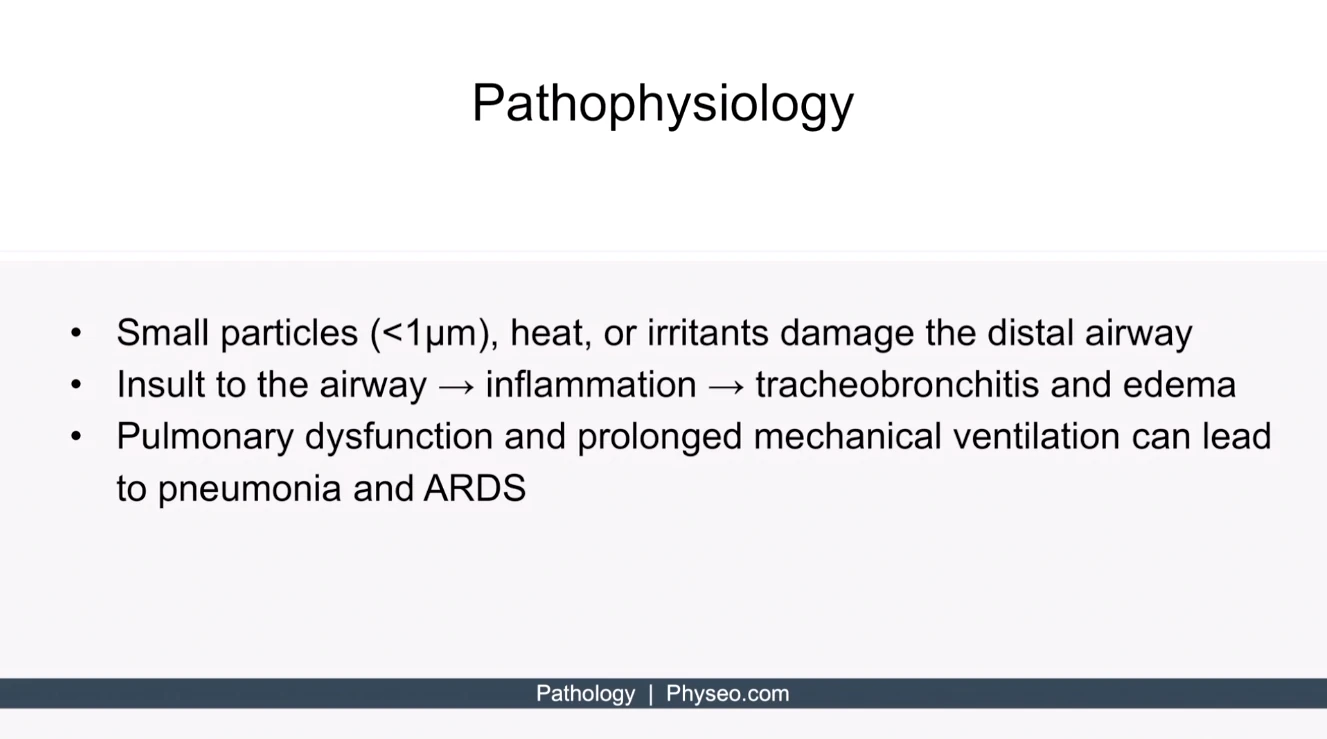 Pathophysiology
• Small particles (<1μm), heat, or irritants damage the distal airway
• Insult to the airway → inflammation → tracheobronchitis and edema
• Pulmonary dysfunction and prolonged mechanical ventilation can lead
to pneumonia and ARDS
Pathology | Physeo.com